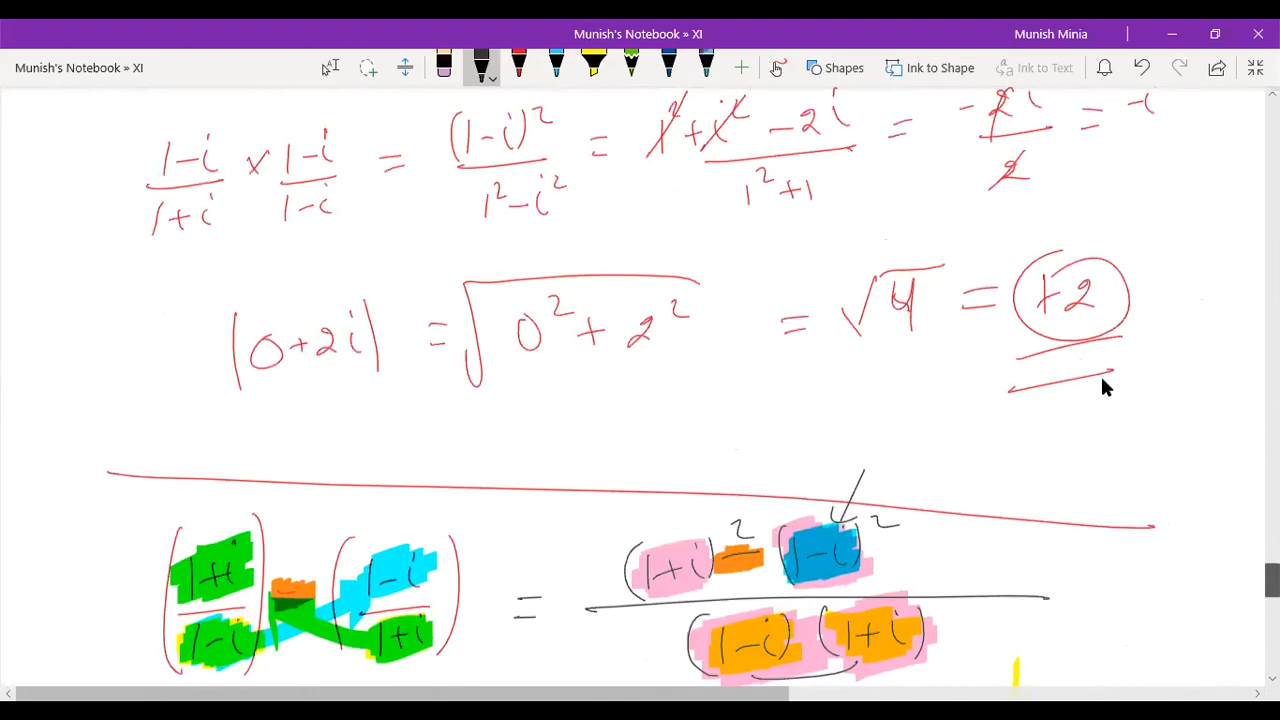 Munish's Notebook » XI Munish Minia
Munish's Notebook » XI Shapes Ink to Shape Ink to Text
1-i/1+i × 1-i/1-i = (1-i)²/1²-i² = 1²+i²-2i/1²+1 = -2i/2 = -i
|0+2i| = √0²+2² = √4 = +2
(1+i/1-i) - (1-i/1+i) = (1+i)² - (1-i)²/(1-i)(1+i)